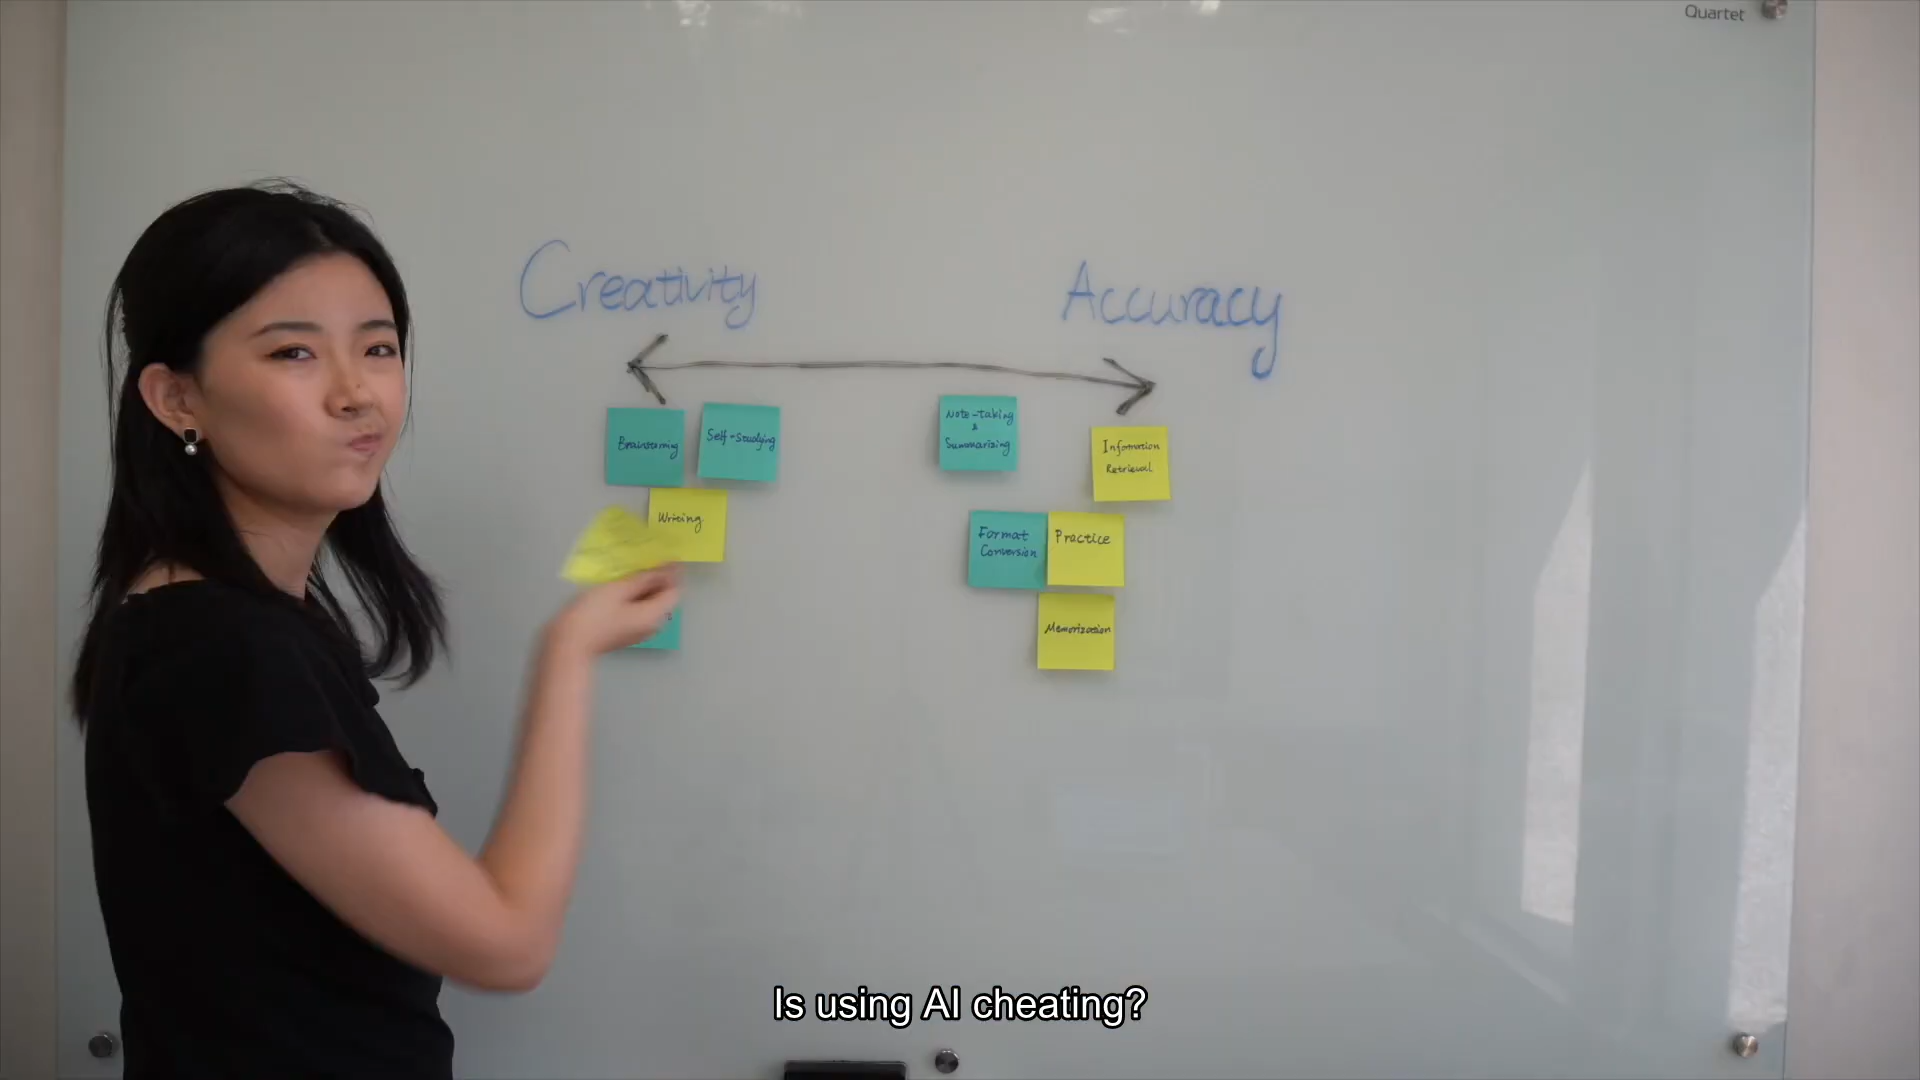 Quartet
Creativity
Accuracy
Brainstorming
Self-Studying
Note-taking
&
Summarizing
Information
Retrieval
Writing
Format
Conversion
Practice
Memorization
Is using AI cheating?